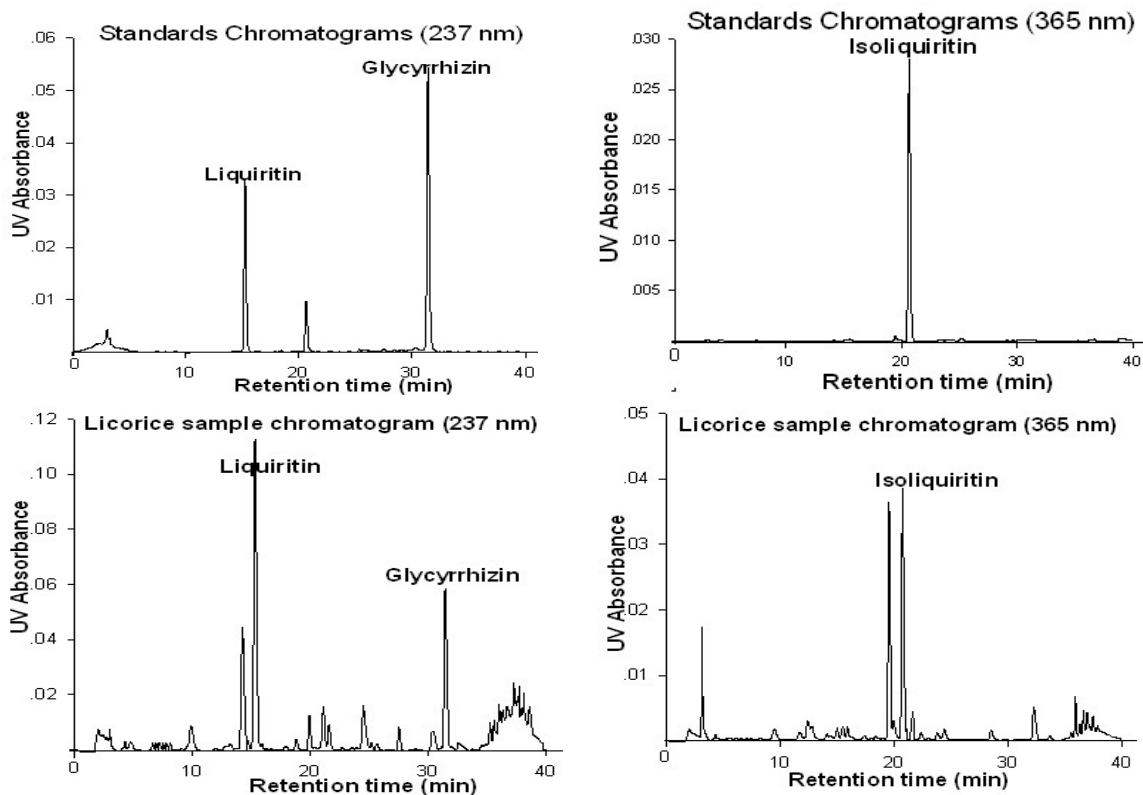 Standards Chromatograms (237 nm)
.06
.05
.04
.03
.02
.01
UV Absorbance
Liquiritin
Glycyrrhizin
0
10
20
30
40
Retention time (min)
Standards Chromatograms (365 nm)
.030
.025
.020
.015
.010
.005
UV Absorbance
Isoliquiritin
0
10
20
30
40
Retention time (min)
Licorice sample chromatogram (237 nm)
.12
.10
.08
.06
.04
.02
UV Absorbance
Liquiritin
Glycyrrhizin
0
10
20
30
40
Retention time (min)
Licorice sample chromatogram (365 nm)
.05
.04
.03
.02
.01
UV Absorbance
Isoliquiritin
0
10
20
30
40
Retention time (min)